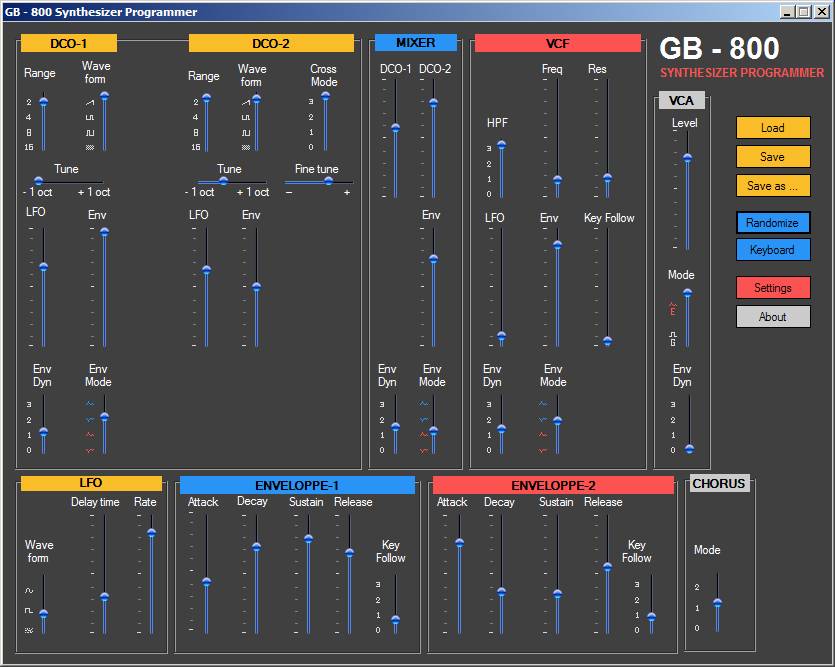 GB - 800 Synthesizer Programmer
DCO-1
DCO-2
MIXER
VCF
GB - 800
SYNTHESIZER PROGRAMMER
Range
Wave
form
2
4
8
16
Range
Wave
form
Cross
Mode
2
4
8
16
3
2
1
0
Tune
- 1 oct
+ 1 oct
Tune
- 1 oct
+ 1 oct
Fine tune
–
+
LFO
Env
LFO
Env
Env
Dyn
3
2
1
0
Env
Mode
DCO-1
DCO-2
Env
Env
Dyn
3
2
1
0
Env
Mode
Freq
Res
HPF
3
2
1
0
LFO
Env
Key Follow
Env
Dyn
3
2
1
0
Env
Mode
VCA
Level
Mode
E
G
Env
Dyn
3
2
1
0
Load
Save
Save as ...
Randomize
Keyboard
Settings
About
LFO
Delay time
Rate
Wave
form
ENVELOPPE-1
Attack
Decay
Sustain
Release
Key
Follow
3
2
1
0
ENVELOPPE-2
Attack
Decay
Sustain
Release
Key
Follow
3
2
1
0
CHORUS
Mode
2
1
0